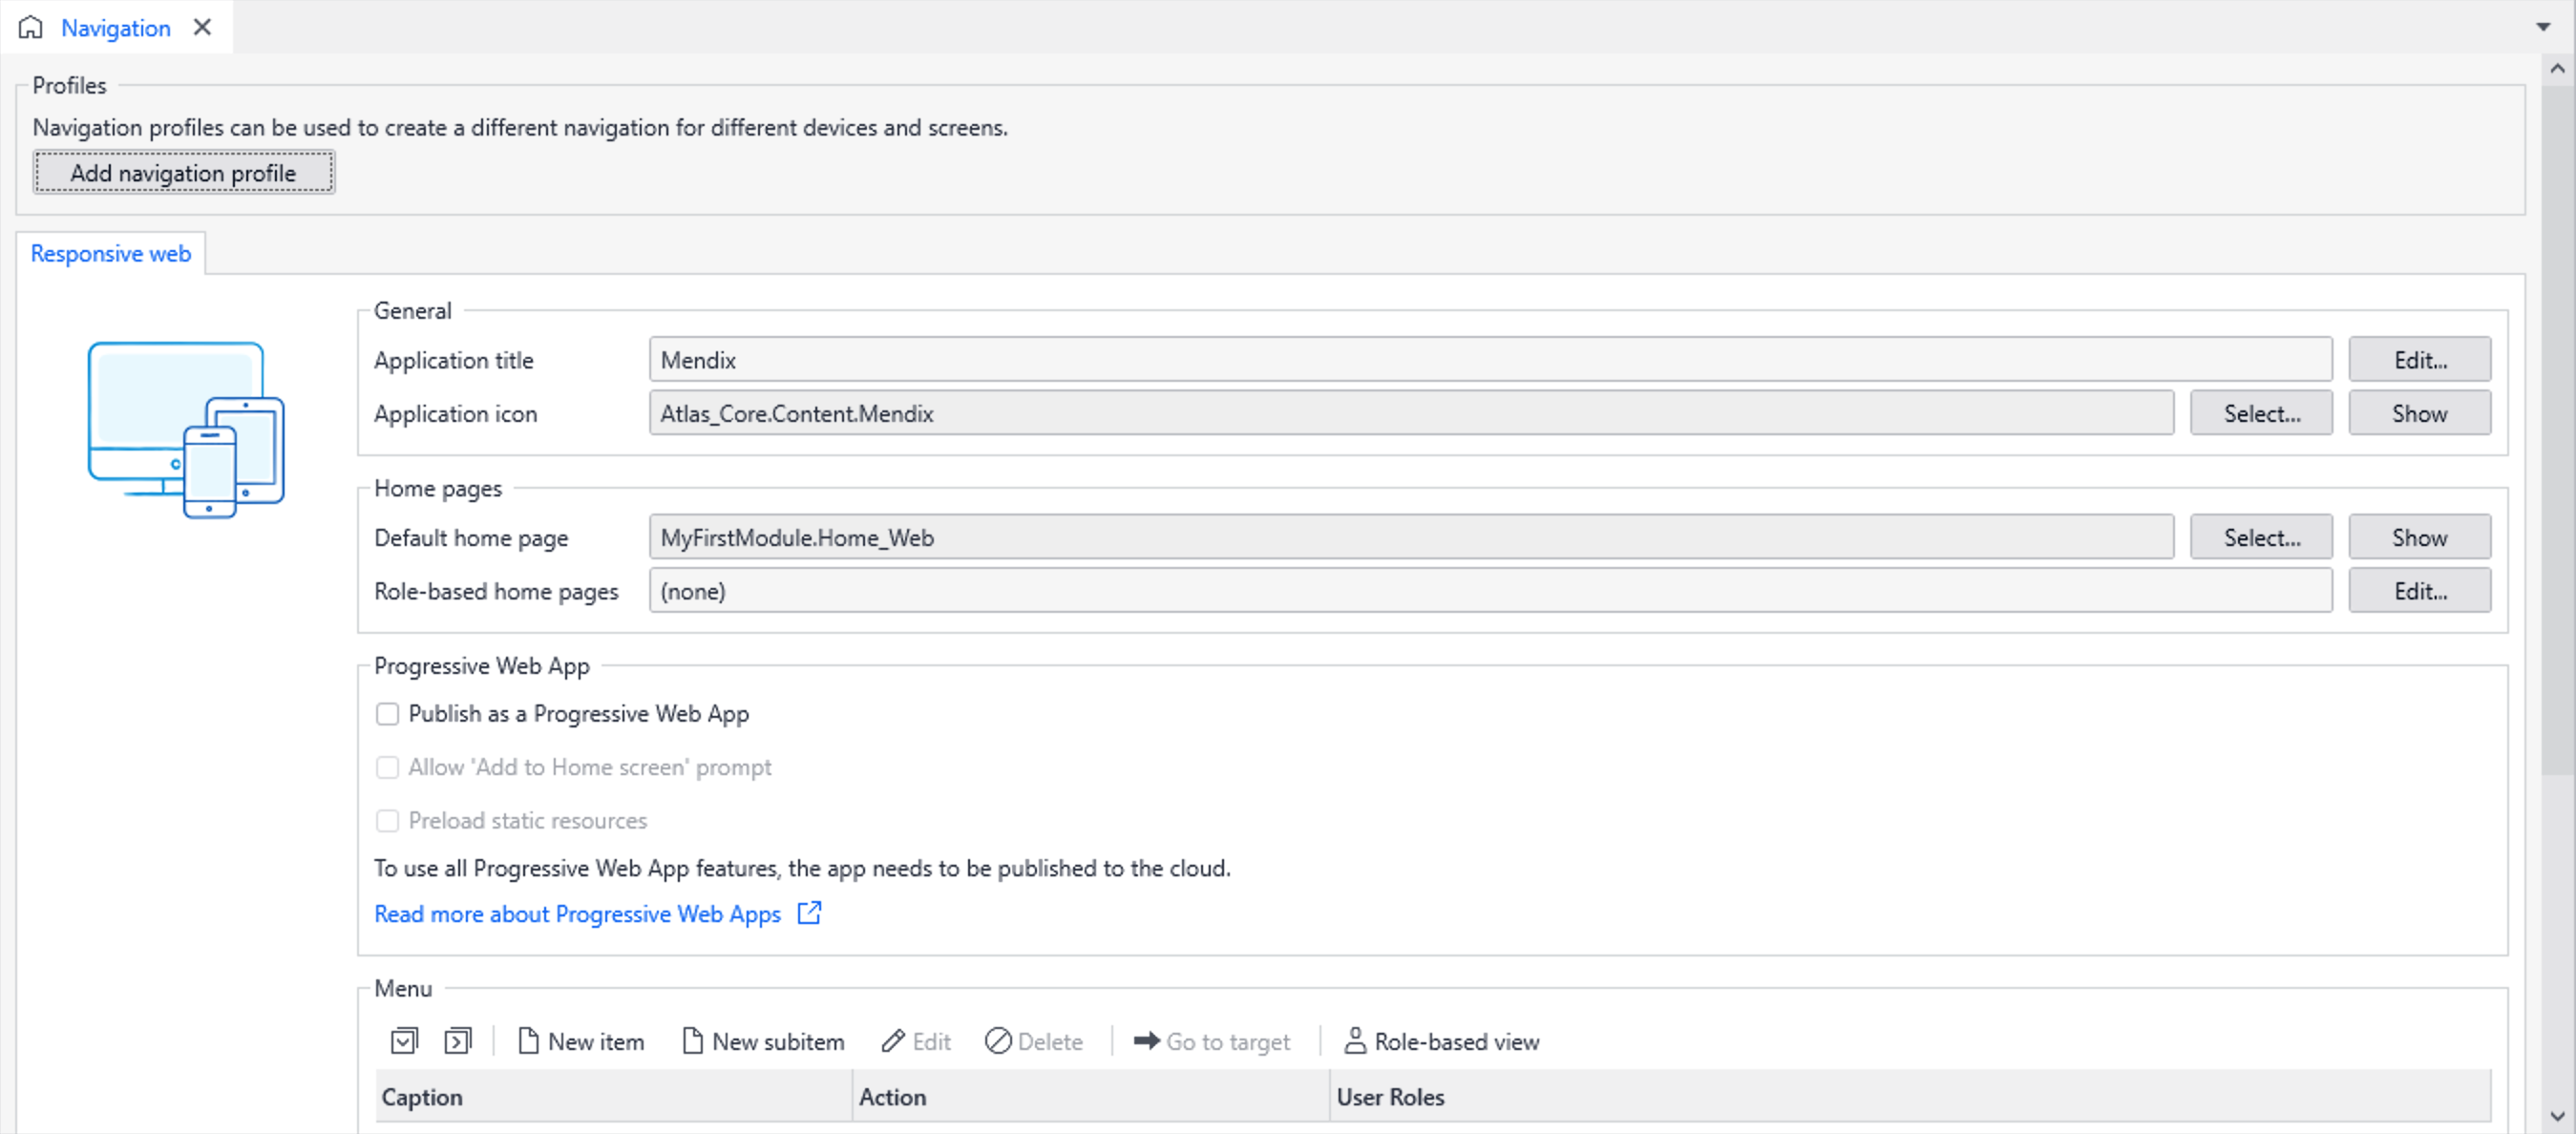 Navigation
Profiles
Navigation profiles can be used to create a different navigation for different devices and screens.
Add navigation profile
Responsive web
General
Application title Mendix Edit...
Application icon Atlas_Core.Content.Mendix Select... Show
Home pages
Default home page MyFirstModule.Home_Web Select... Show
Role-based home pages (none) Edit...
Progressive Web App
Publish as a Progressive Web App
Allow 'Add to Home screen' prompt
Preload static resources
To use all Progressive Web App features, the app needs to be published to the cloud.
Read more about Progressive Web Apps
Menu
New item New subitem Edit Delete Go to target Role-based view
Caption Action User Roles